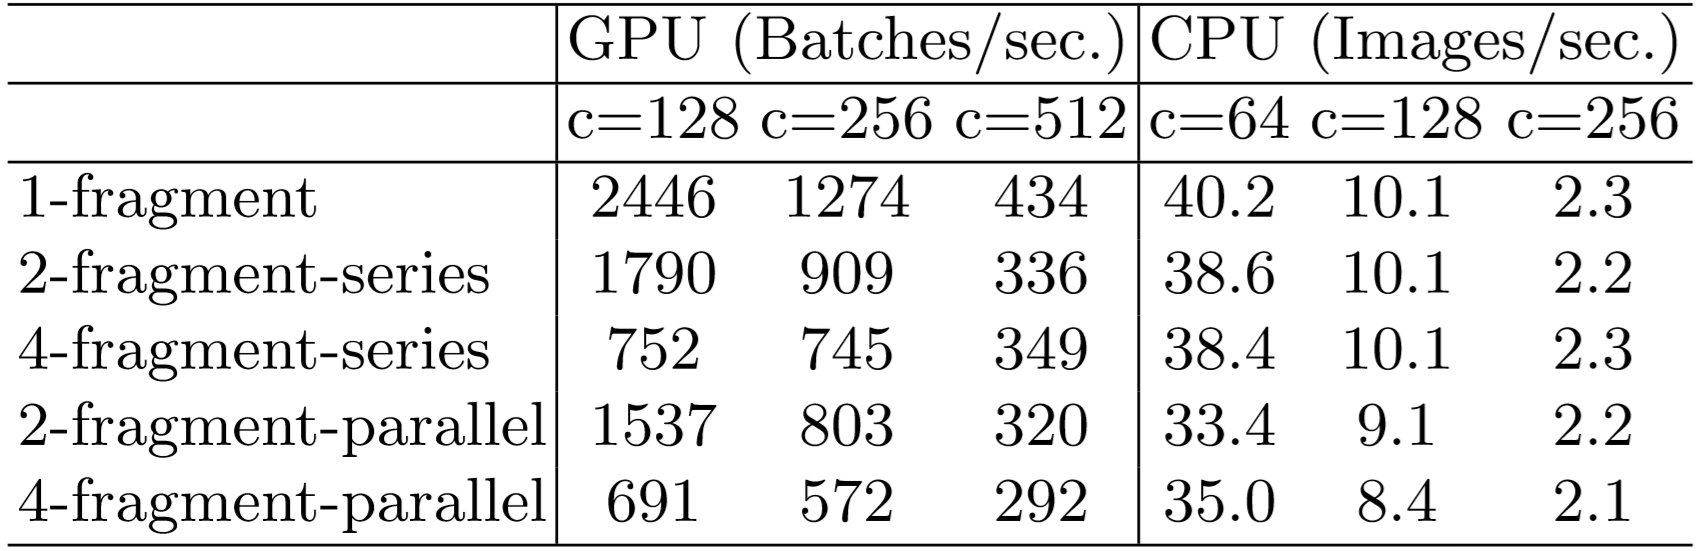 GPU (Batches/sec.) CPU (Images/sec.)
c=128 c=256 c=512 c=64 c=128 c=256
1-fragment 2446 1274 434 40.2 10.1 2.3
2-fragment-series 1790 909 336 38.6 10.1 2.2
4-fragment-series 752 745 349 38.4 10.1 2.3
2-fragment-parallel 1537 803 320 33.4 9.1 2.2
4-fragment-parallel 691 572 292 35.0 8.4 2.1